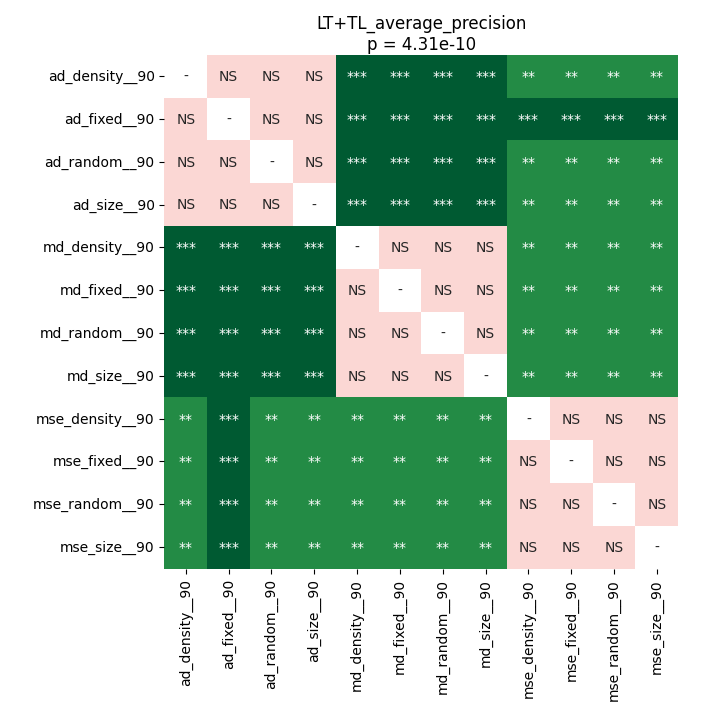 LT+TL_average_precision
p = 4.31e-10
ad_density__90 - NS NS NS *** *** *** *** ** ** ** **
ad_fixed__90 NS - NS NS *** *** *** *** *** *** *** ***
ad_random__90 NS NS - NS *** *** *** *** ** ** ** **
ad_size__90 NS NS NS - *** *** *** *** ** ** ** **
md_density__90 *** *** *** *** - NS NS NS ** ** ** **
md_fixed__90 *** *** *** *** NS - NS NS ** ** ** **
md_random__90 *** *** *** *** NS NS - NS ** ** ** **
md_size__90 *** *** *** *** NS NS NS - ** ** ** **
mse_density__90 ** *** ** ** ** ** ** ** - NS NS NS
mse_fixed__90 ** *** ** ** ** ** ** ** NS - NS NS
mse_random__90 ** *** ** ** ** ** ** ** NS NS - NS
mse_size__90 ** *** ** ** ** ** ** ** NS NS NS -
ad_density__90
ad_fixed__90
ad_random__90
ad_size__90
md_density__90
md_fixed__90
md_random__90
md_size__90
mse_density__90
mse_fixed__90
mse_random__90
mse_size__90